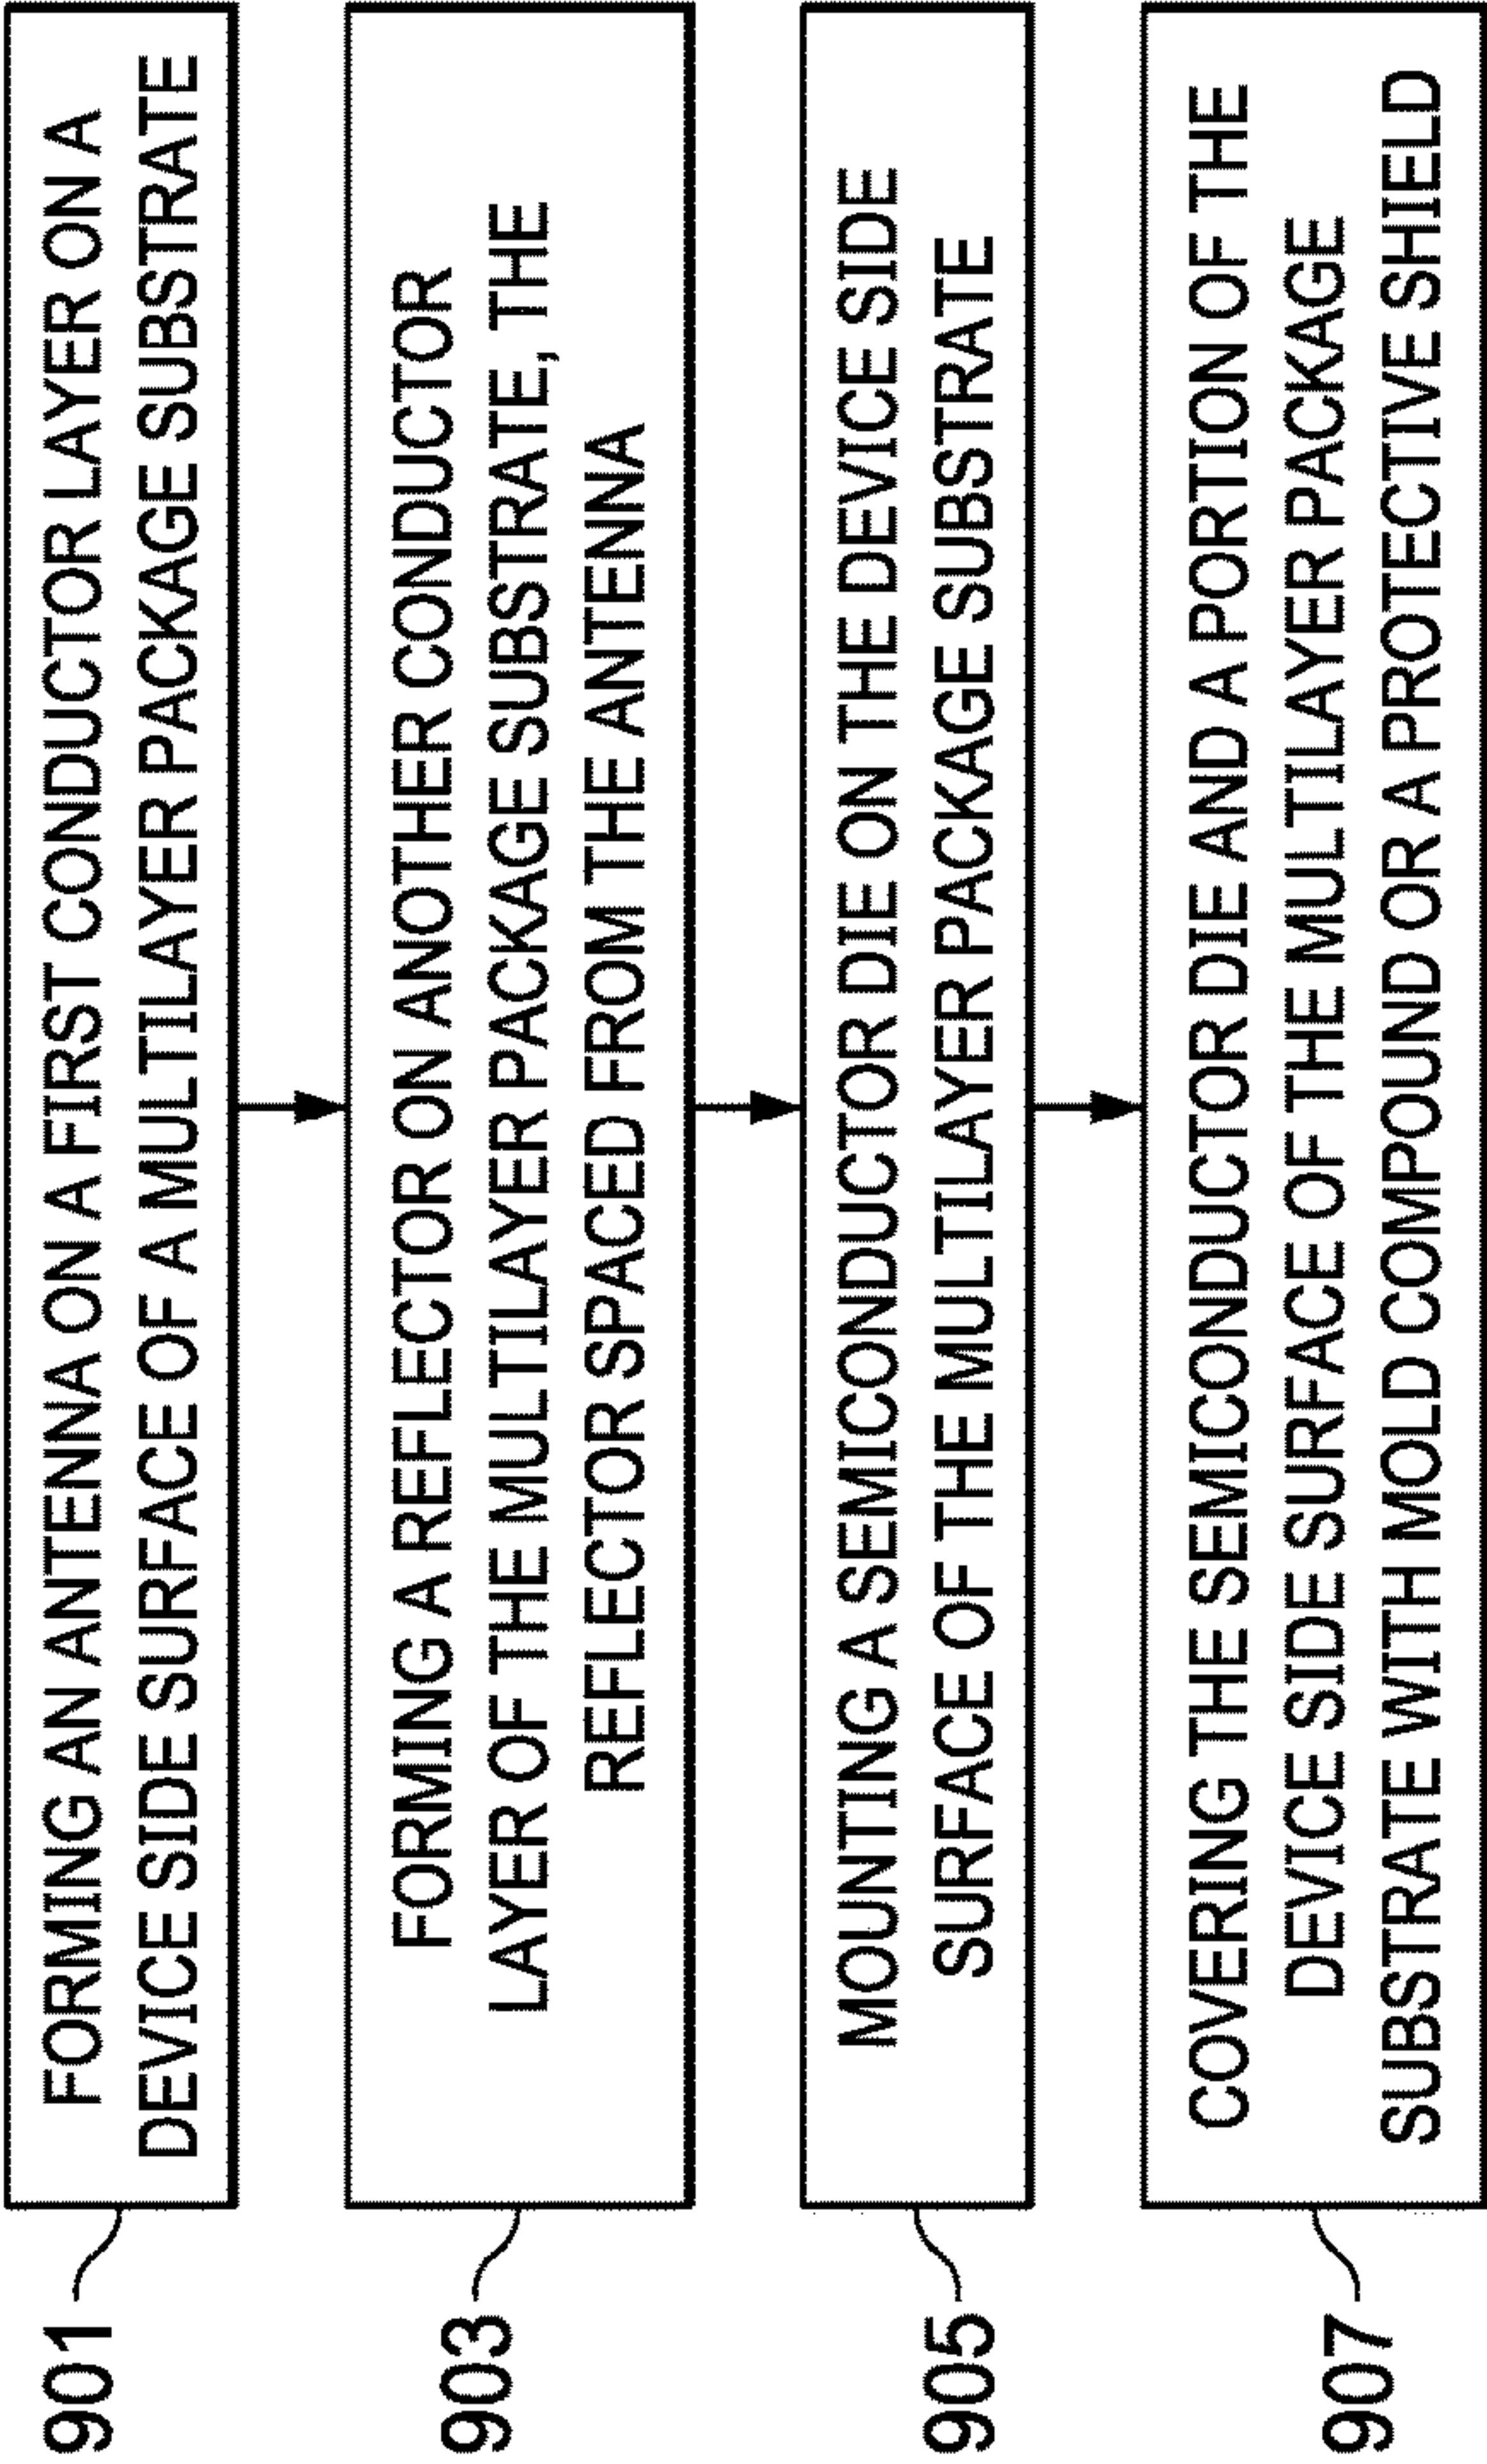 901
FORMING AN ANTENNA ON A FIRST CONDUCTOR LAYER ON A
DEVICE SIDE SURFACE OF A MULTILAYER PACKAGE SUBSTRATE
903
FORMING A REFLECTOR ON ANOTHER CONDUCTOR
LAYER OF THE MULTILAYER PACKAGE SUBSTRATE, THE
REFLECTOR SPACED FROM THE ANTENNA
905
MOUNTING A SEMICONDUCTOR DIE ON THE DEVICE SIDE
SURFACE OF THE MULTILAYER PACKAGE SUBSTRATE
907
COVERING THE SEMICONDUCTOR DIE AND A PORTION OF THE
DEVICE SIDE SURFACE OF THE MULTILAYER PACKAGE
SUBSTRATE WITH MOLD COMPOUND OR A PROTECTIVE SHIELD